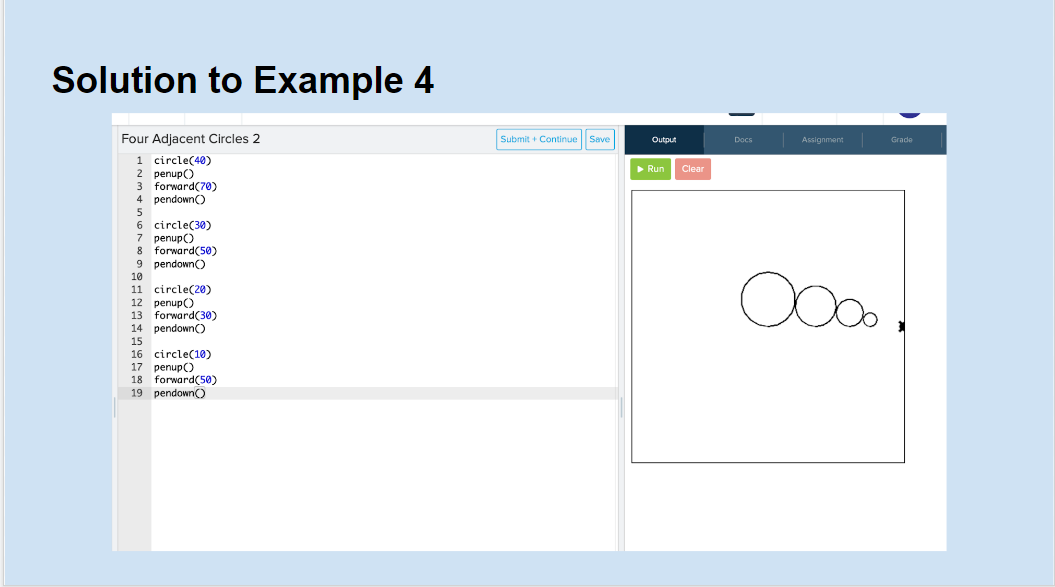 Solution to Example 4
Four Adjacent Circles 2
Submit + Continue
Save
1 circle(40)
2 penup()
3 forward(70)
4 pendown()
5
6 circle(30)
7 penup()
8 forward(50)
9 pendown()
10
11 circle(20)
12 penup()
13 forward(30)
14 pendown()
15
16 circle(10)
17 penup()
18 forward(50)
19 pendown()
Output
Docs
Assignment
Grade
Run
Clear